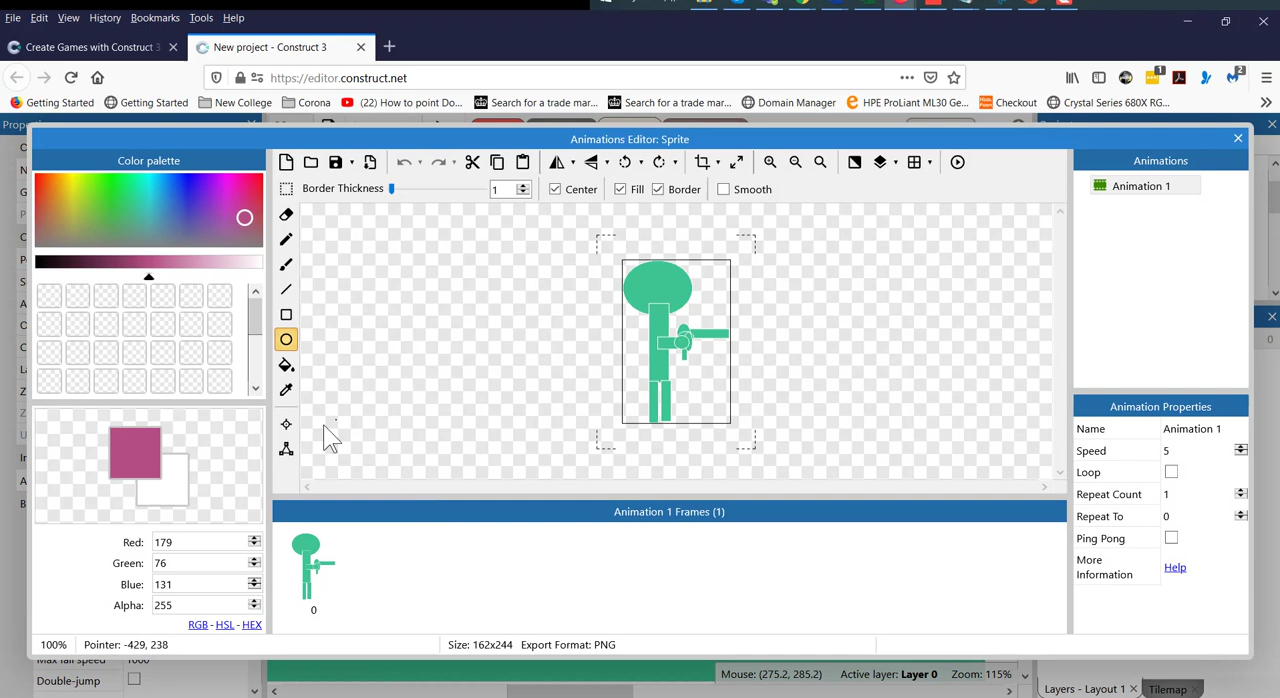 File Edit View History Bookmarks Tools Help
Create Games with Construct 3
New project - Construct 3
https://editor.construct.net
1
2
Getting Started
Getting Started
New College
Corona
(22) How to point Do...
Search for a trade mar...
Search for a trade mar...
Domain Manager
HPE ProLiant ML30 Ge...
Checkout
Crystal Series 680X RG...
Animations Editor: Sprite
Color palette
Border Thickness 1 Center Fill Border Smooth
Animations
Animation 1
Animation Properties
Name Animation 1
Speed 5
Loop
Repeat Count 1
Repeat To 0
Ping Pong
More Information Help
Animation 1 Frames (1)
0
Red: 179
Green: 76
Blue: 131
Alpha: 255
RGB - HSL - HEX
100% Pointer: -429, 238 Size: 162x244 Export Format: PNG
Max fall speed 1000
Double-jump
Mouse: (275.2, 285.2) Active layer: Layer 0 Zoom: 115%
Layers - Layout 1
Tilemap